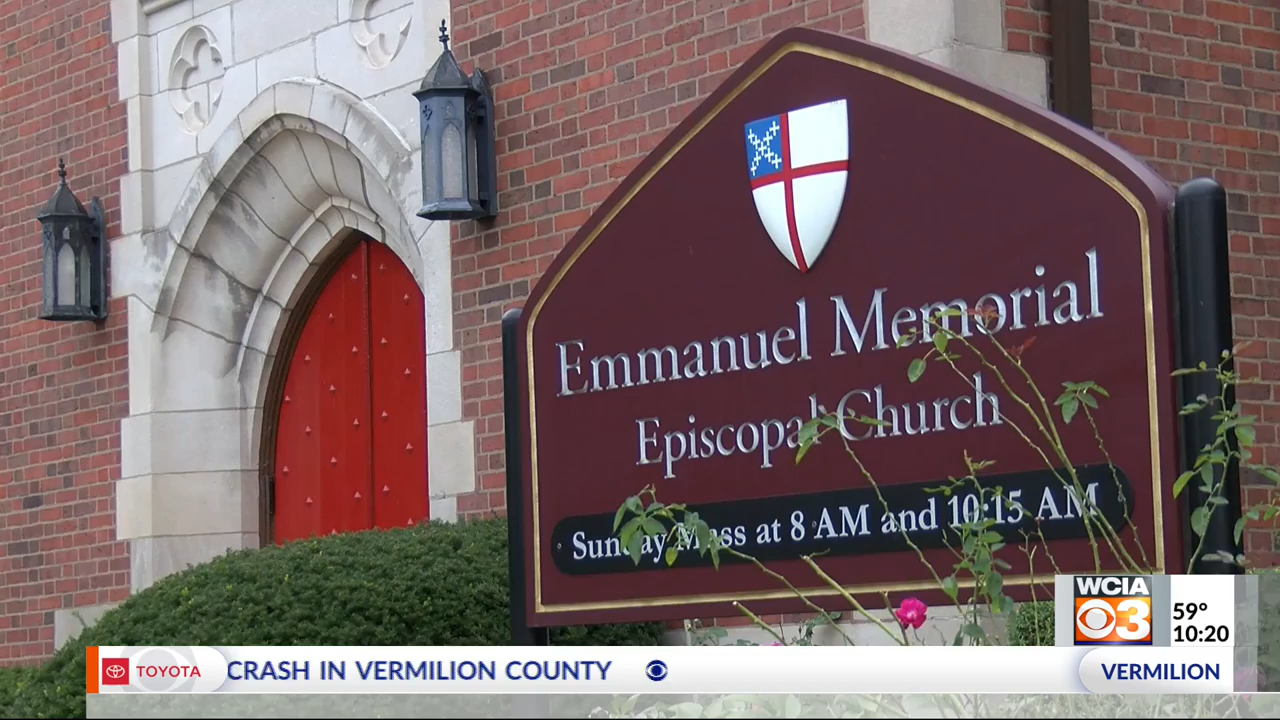 Emmanuel Memorial
Episcopal Church
Sunday Mass at 8 AM and 10:15 AM
WCIA
3
59°
10:20
TOYOTA
CRASH IN VERMILION COUNTY
VERMILION